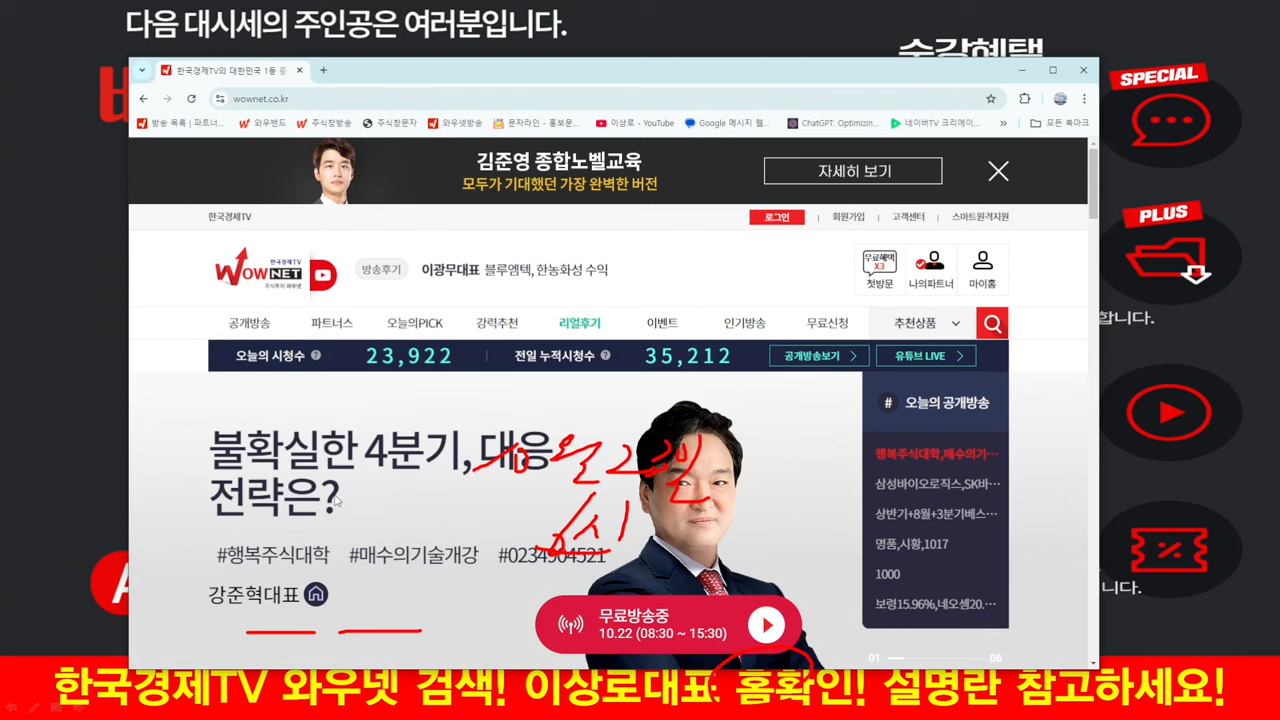 다음 대시세의 주인공은 여러분입니다.
수강혜택
SPECIAL
PLUS
합니다.
니다.
한국경제TV의 대한민국 1등 증
wownet.co.kr
방송 목록 | 파트너... 와우밴드 주식창방송 주식창문자 와우넷방송 문자라인 - 홍보문... 이상로 - YouTube Google 메시지 웹... ChatGPT: Optimizin... 네이버TV 크리에이... » 모든 북마크
김준영 종합노벨교육
모두가 기대했던 가장 완벽한 버전
자세히 보기
한국경제TV
로그인 | 회원가입 | 고객센터 | 스마트원격지원
한국경제TV
WOWNET
주식투자 와우넷
방송후기 이광무대표 블루엠텍, 한농화성 수익
무료혜택
X3
첫방문 나의파트너 마이홈
공개방송 파트너스 오늘의PICK 강력추천 리얼후기 이벤트 인기방송 무료신청 추천상품
오늘의 시청수 ? 23,922 | 전일 누적시청수 ? 35,212 공개방송보기 > 유튜브 LIVE >
불확실한 4분기, 대응
전략은?
#행복주식대학 #매수의기술개강 #0234904521
강준혁대표
무료방송중
10.22 (08:30 ~ 15:30)
# 오늘의 공개방송
행복주식대학,매수의기···
삼성바이오로직스,SK바···
상반기+8월+3분기베스···
명품,시황,1017
1000
보령15.96%,네오셈20.···
01 06
한국경제TV 와우넷 검색! 이상로대표 홈확인! 설명란 참고하세요!